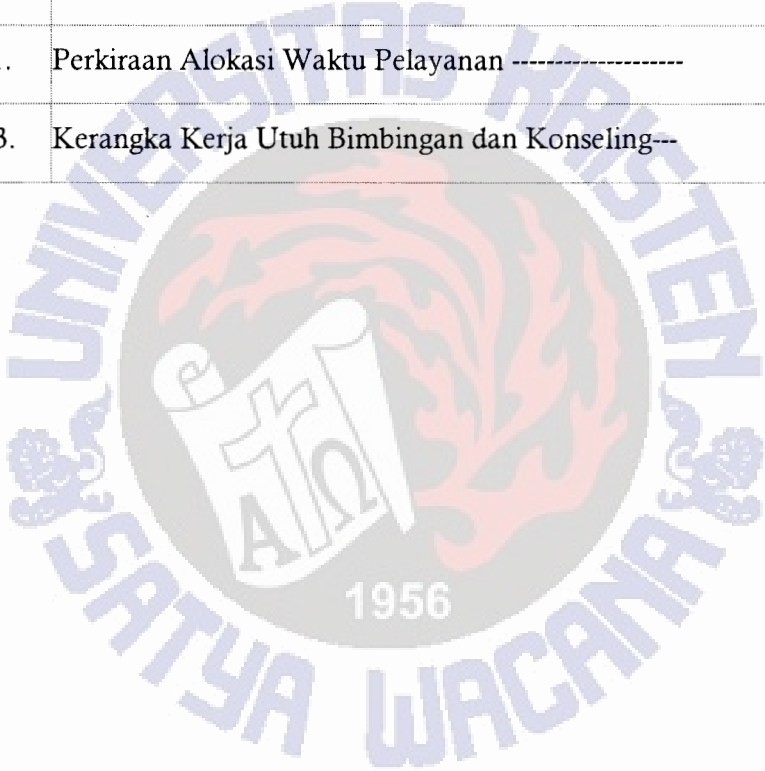 . Perkiraan Alokasi Waktu Pelayanan --------------------
3. Kerangka Kerja Utuh Bimbingan dan Konseling---
UNIVERSITAS KRISTEN
SATYA WACANA
Α Ω
1956